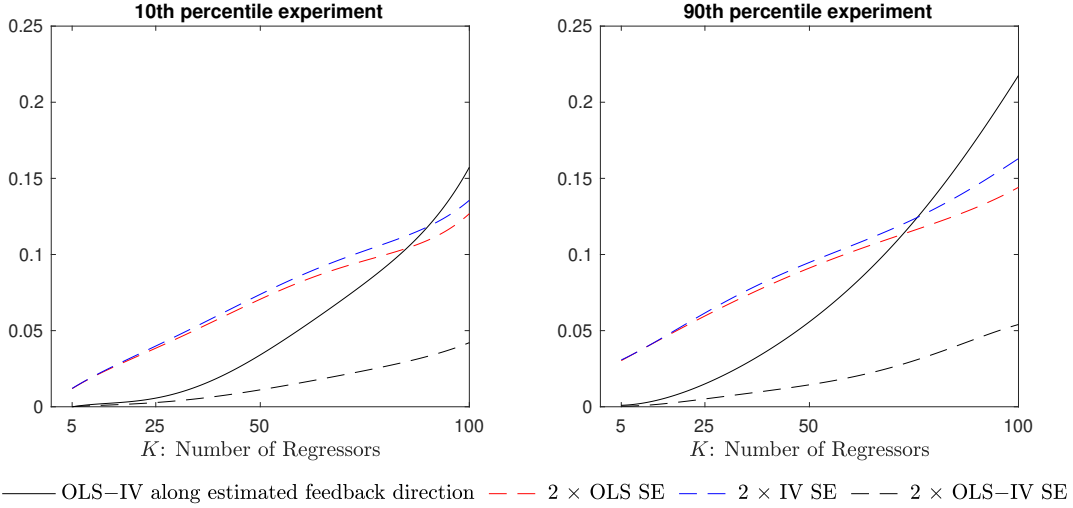 10th percentile experiment
0.25
0.2
0.15
0.1
0.05
0
5
25
50
100
K: Number of Regressors
90th percentile experiment
0.25
0.2
0.15
0.1
0.05
0
5
25
50
100
K: Number of Regressors
OLS−IV along estimated feedback direction
2 × OLS SE
2 × IV SE
2 × OLS−IV SE